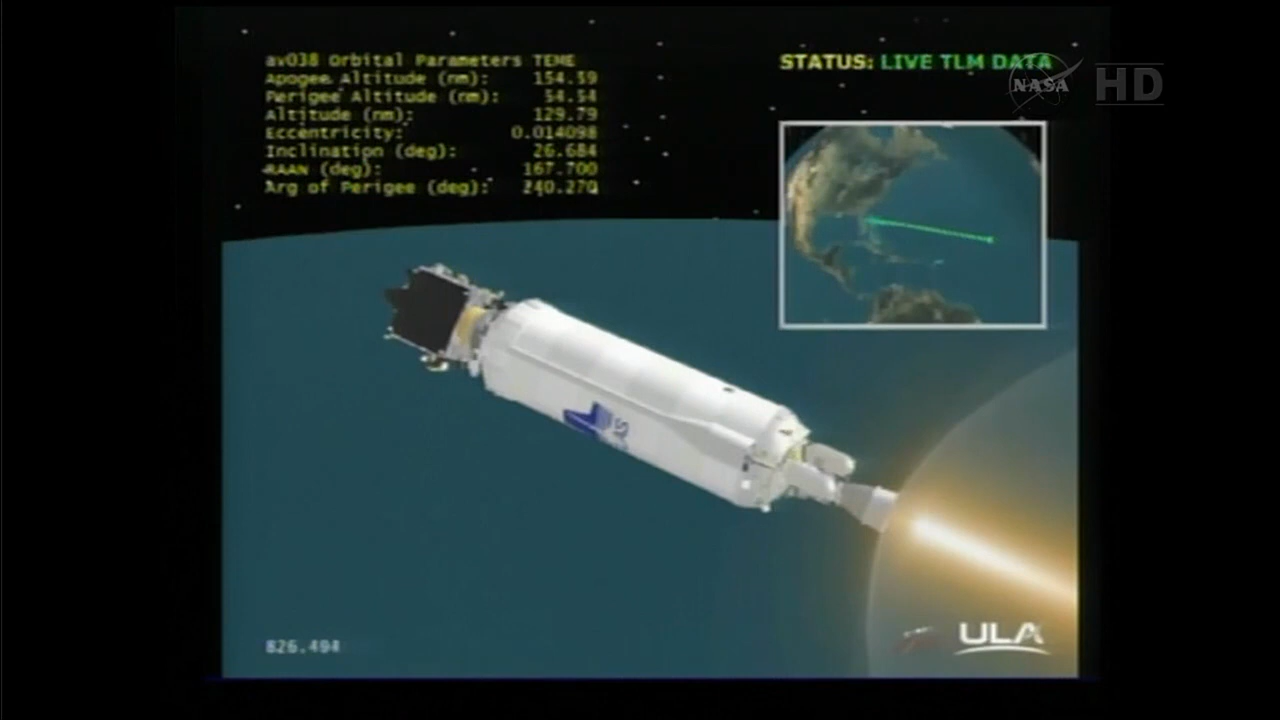 av038 Orbital Parameters TEME
Apogee Altitude (nm): 154.59
Perigee Altitude (nm): 54.54
Altitude (nm): 129.79
Eccentricity: 0.014098
Inclination (deg): 26.684
RAAN (deg): 167.700
Arg of Perigee (deg): 240.270
STATUS: LIVE TLM DATA
NASA HD
826.494
ULA